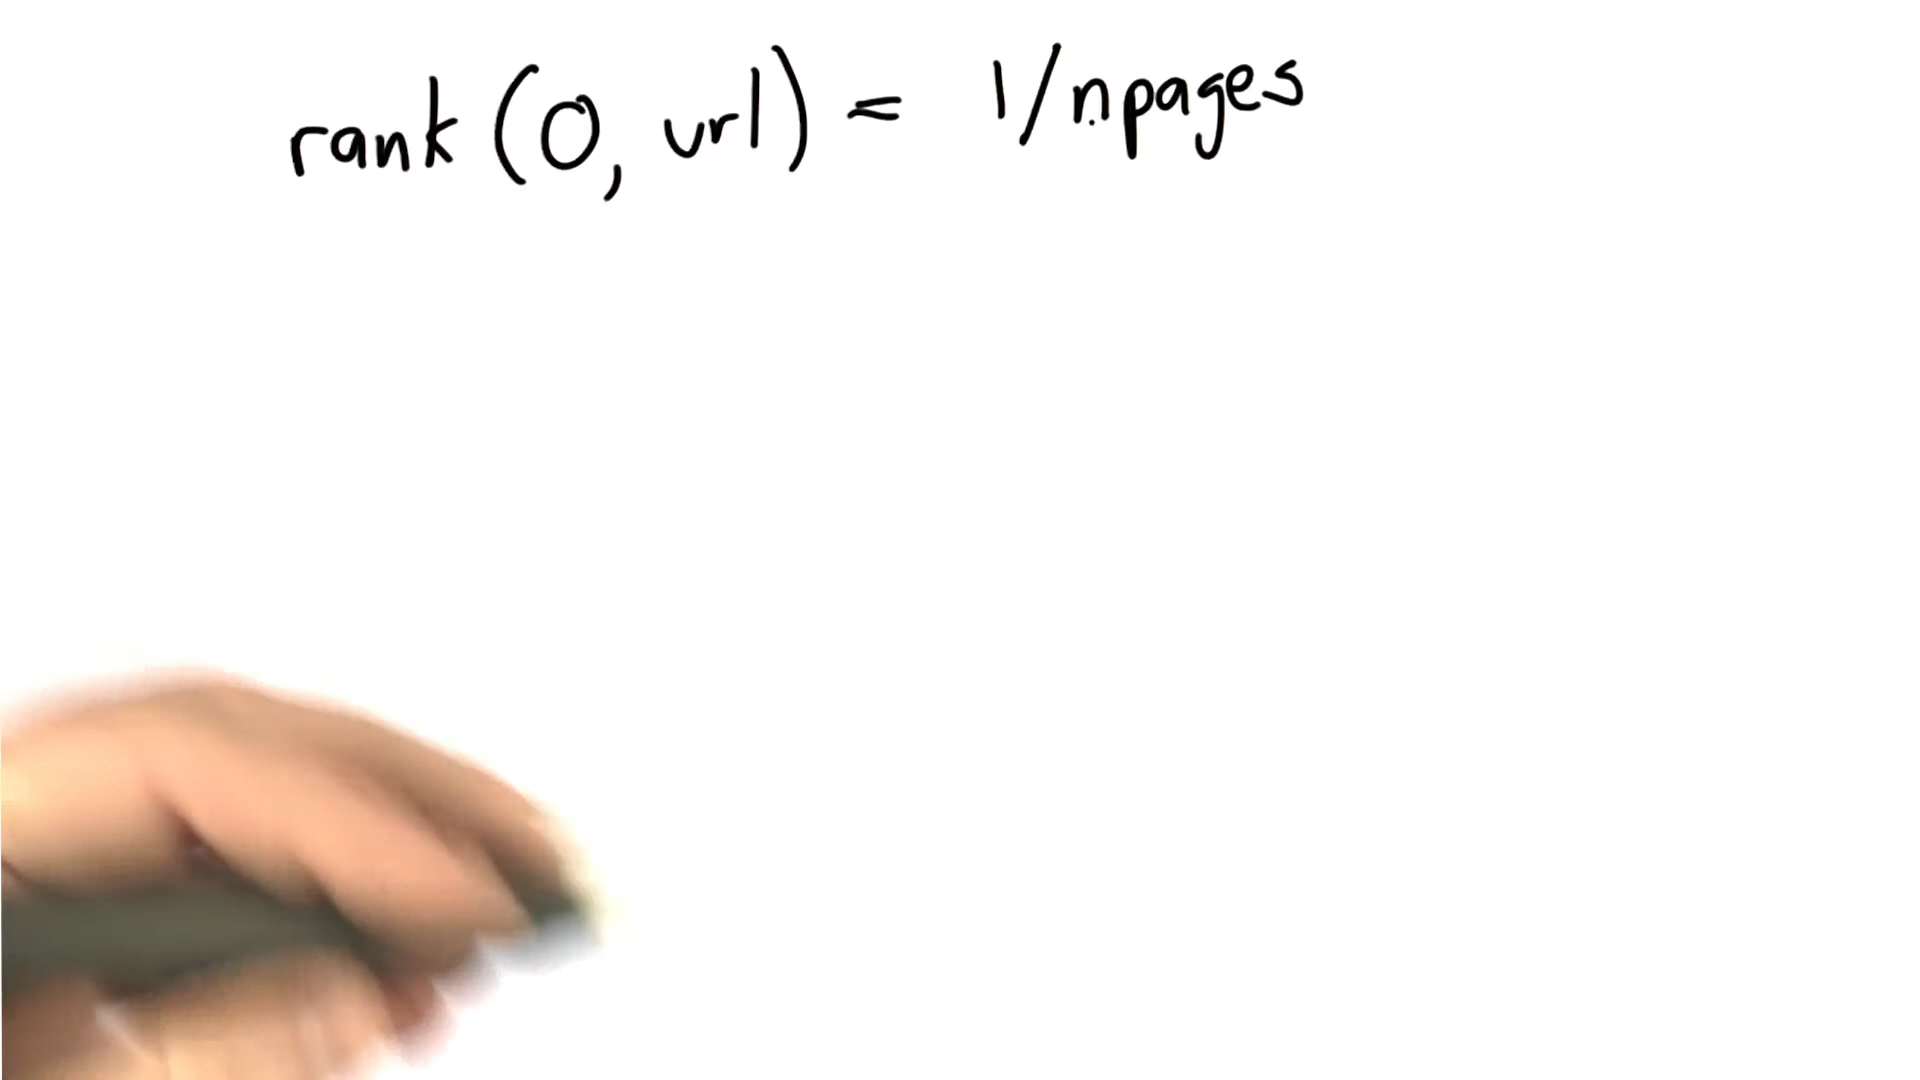 rank(0, url) = 1/npages